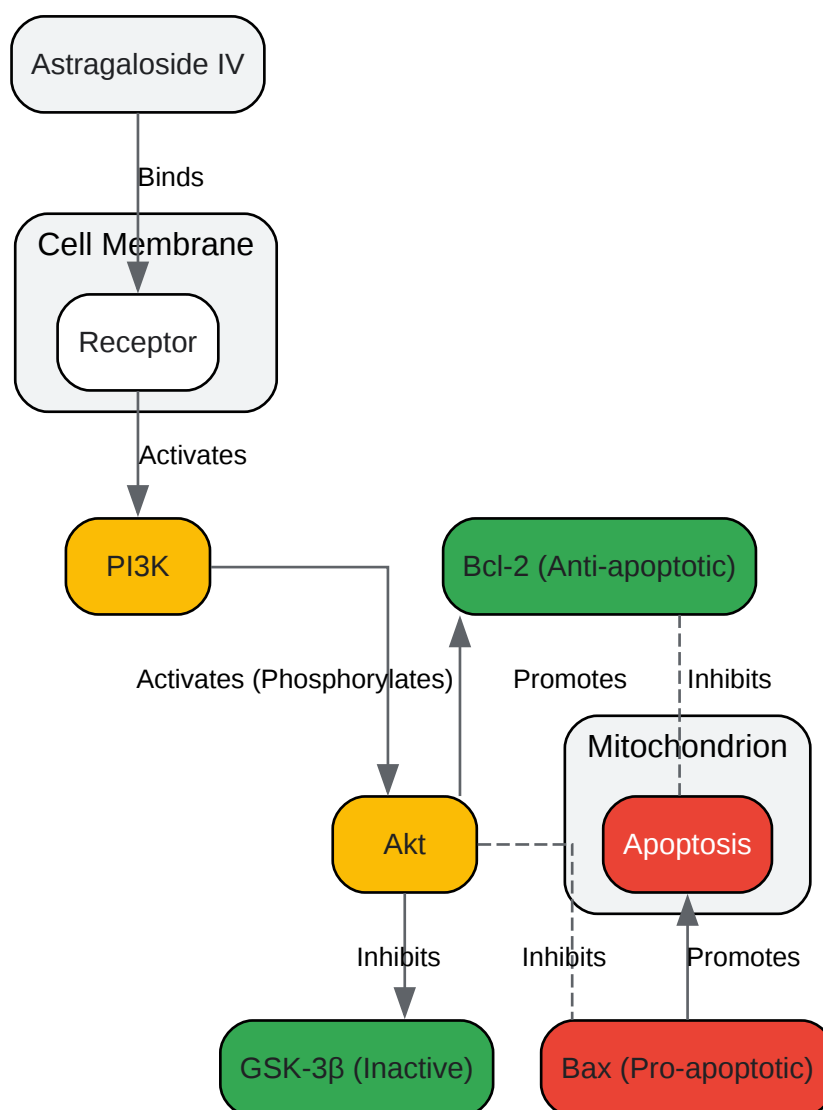 Astragaloside IV
Binds
Cell Membrane
Receptor
Activates
PI3K
Bcl-2 (Anti-apoptotic)
Activates (Phosphorylates)
Promotes
Inhibits
Mitochondrion
Akt
Apoptosis
Inhibits
Inhibits
Promotes
GSK-3β (Inactive)
Bax (Pro-apoptotic)